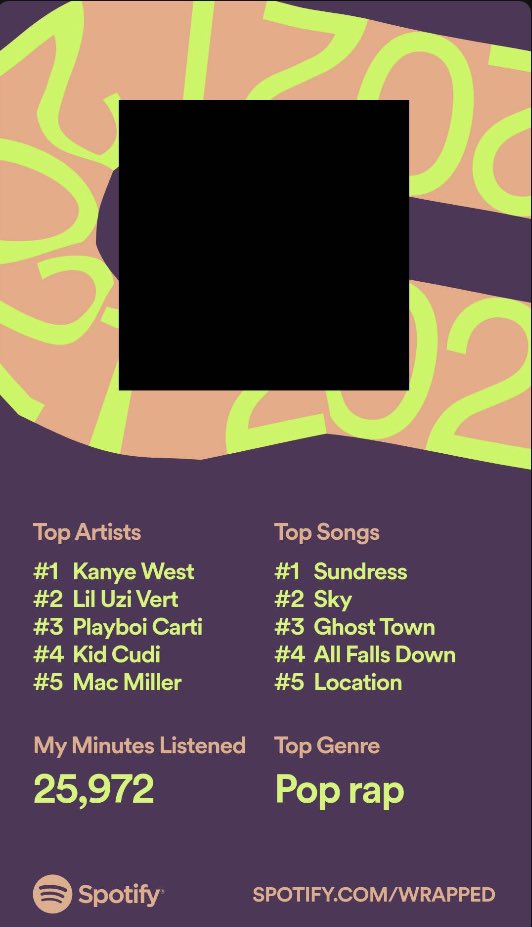 Top Artists
#1 Kanye West
#2 Lil Uzi Vert
#3 Playboi Carti
#4 Kid Cudi
#5 Mac Miller
Top Songs
#1 Sundress
#2 Sky
#3 Ghost Town
#4 All Falls Down
#5 Location
My Minutes Listened
25,972
Top Genre
Pop rap
Spotify
SPOTIFY.COM/WRAPPED